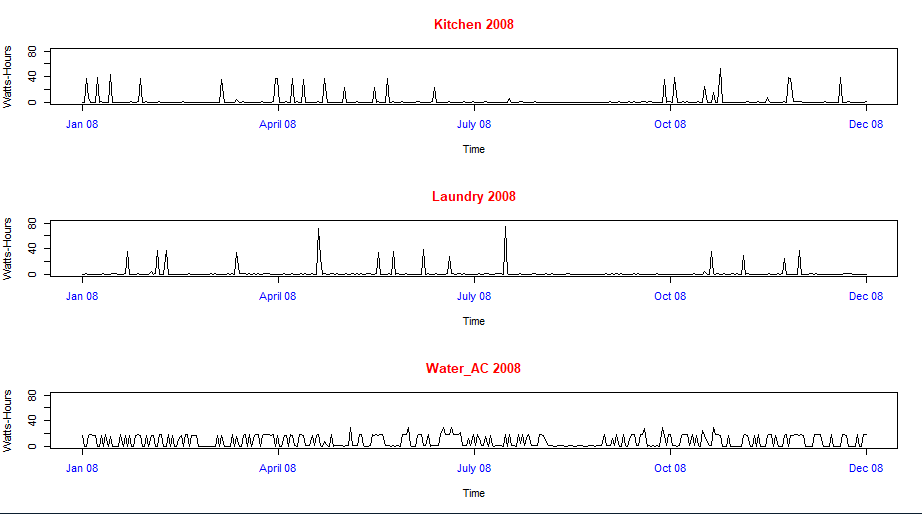 Kitchen 2008
Watts-Hours
80
40
0
Jan 08 April 08 July 08 Oct 08 Dec 08
Time
Laundry 2008
Watts-Hours
80
40
0
Jan 08 April 08 July 08 Oct 08 Dec 08
Time
Water_AC 2008
Watts-Hours
80
40
0
Jan 08 April 08 July 08 Oct 08 Dec 08
Time